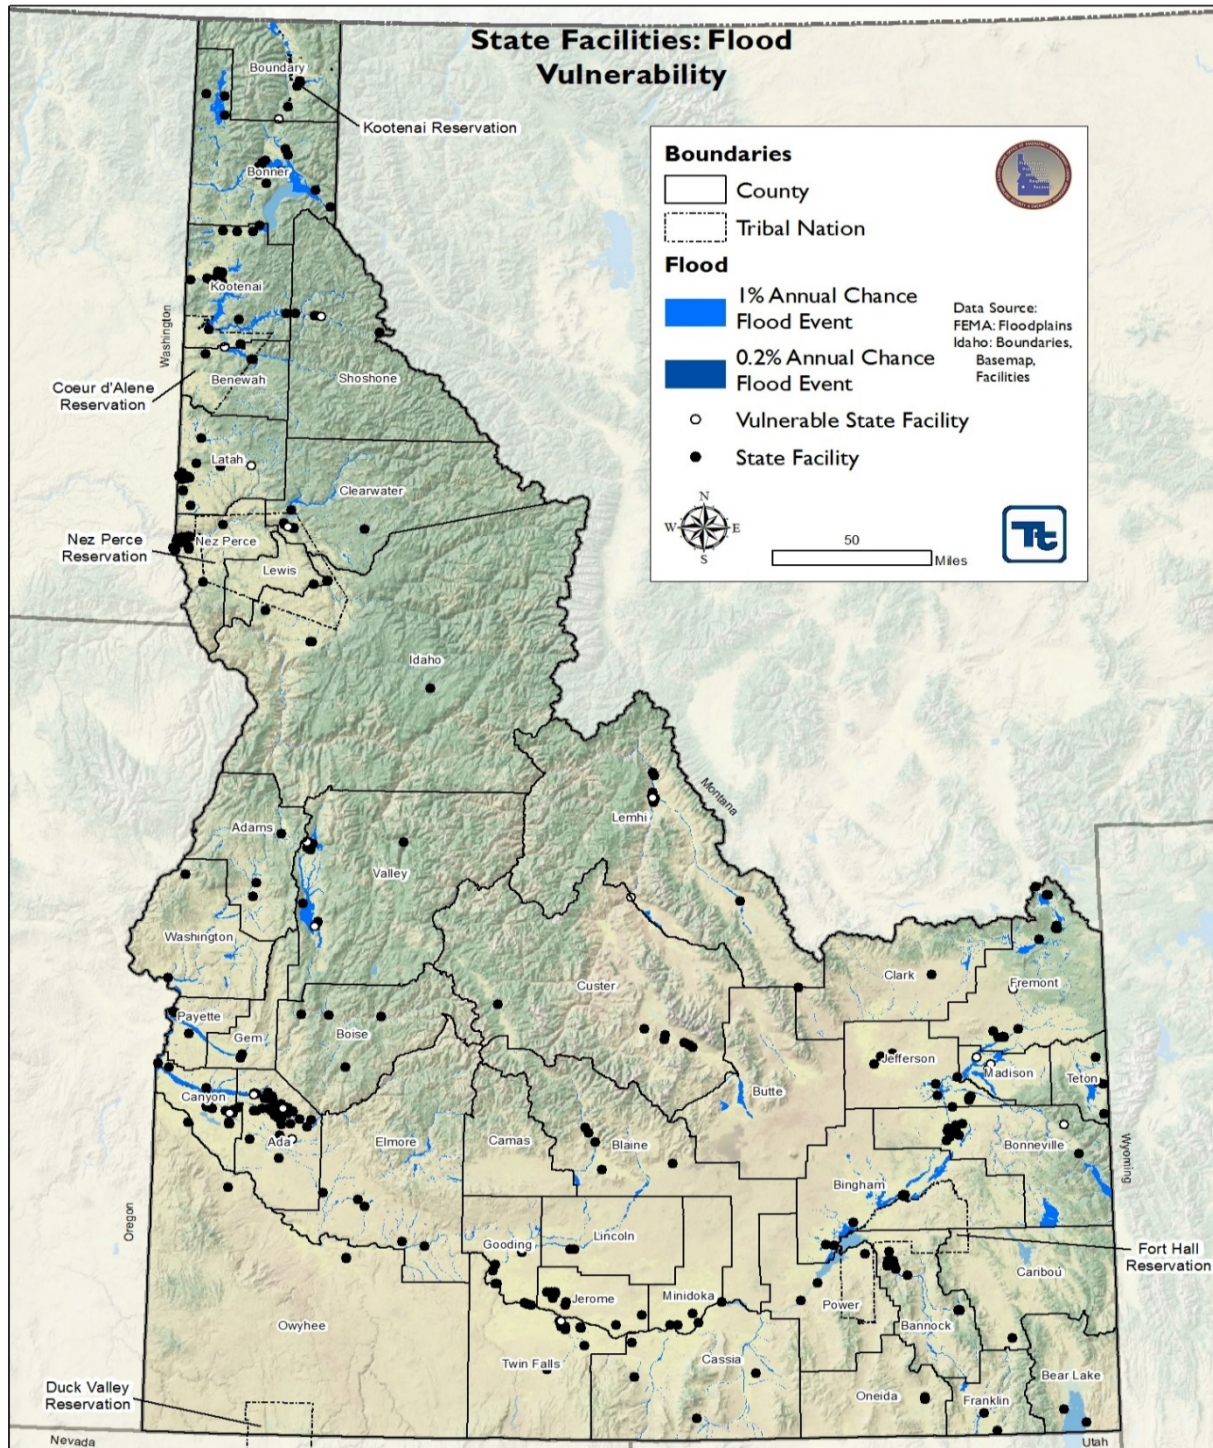 State Facilities: Flood
Vulnerability
Boundary
Kootenai Reservation
Bonner
Kootenai
Washington
Coeur d'Alene
Reservation
Benewah
Shoshone
Latah
Clearwater
Nez Perce
Reservation
Nez Perce
Lewis
Idaho
Boundaries
County
Tribal Nation
Flood
1% Annual Chance
Flood Event
0.2% Annual Chance
Flood Event
Data Source:
FEMA: Floodplains
Idaho: Boundaries,
Basemap,
Facilities
Vulnerable State Facility
State Facility
N
W
E
S
50
Miles
Tt
Montana
Lemhi
Adams
Valley
Washington
Custer
Clark
Fremont
Payette
Gem
Boise
Jefferson
Madison
Teton
Butte
Canyon
Ada
Elmore
Camas
Blaine
Bonneville
Wyoming
Bingham
Oregon
Gooding
Lincoln
Fort Hall
Reservation
Caribou
Jerome
Minidoka
Power
Bannock
Owyhee
Twin Falls
Cassia
Oneida
Franklin
Bear Lake
Duck Valley
Reservation
Nevada
Utah